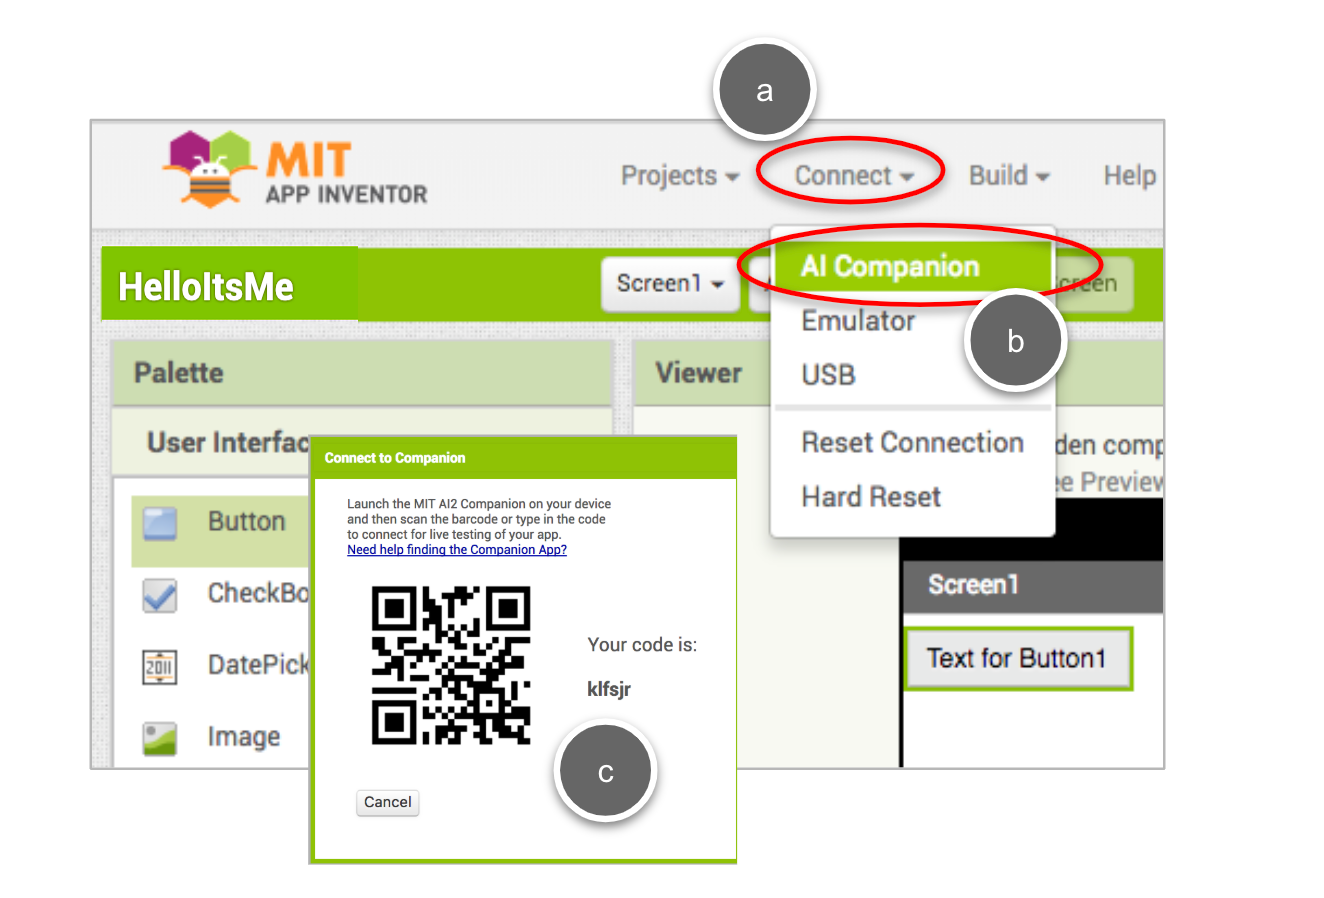 a
MIT
APP INVENTOR
Projects
Connect
Build
Help
HelloItsMe
Screen1
AI Companion
Emulator
USB
Reset Connection
Hard Reset
b
Palette
Viewer
User Interfac
Button
CheckBo
DatePick
2011
Image
Connect to Companion
Launch the MIT AI2 Companion on your device
and then scan the barcode or type in the code
to connect for live testing of your app.
Need help finding the Companion App?
Your code is:
klfsjr
c
Cancel
den comp
ee Preview
Screen1
Text for Button1